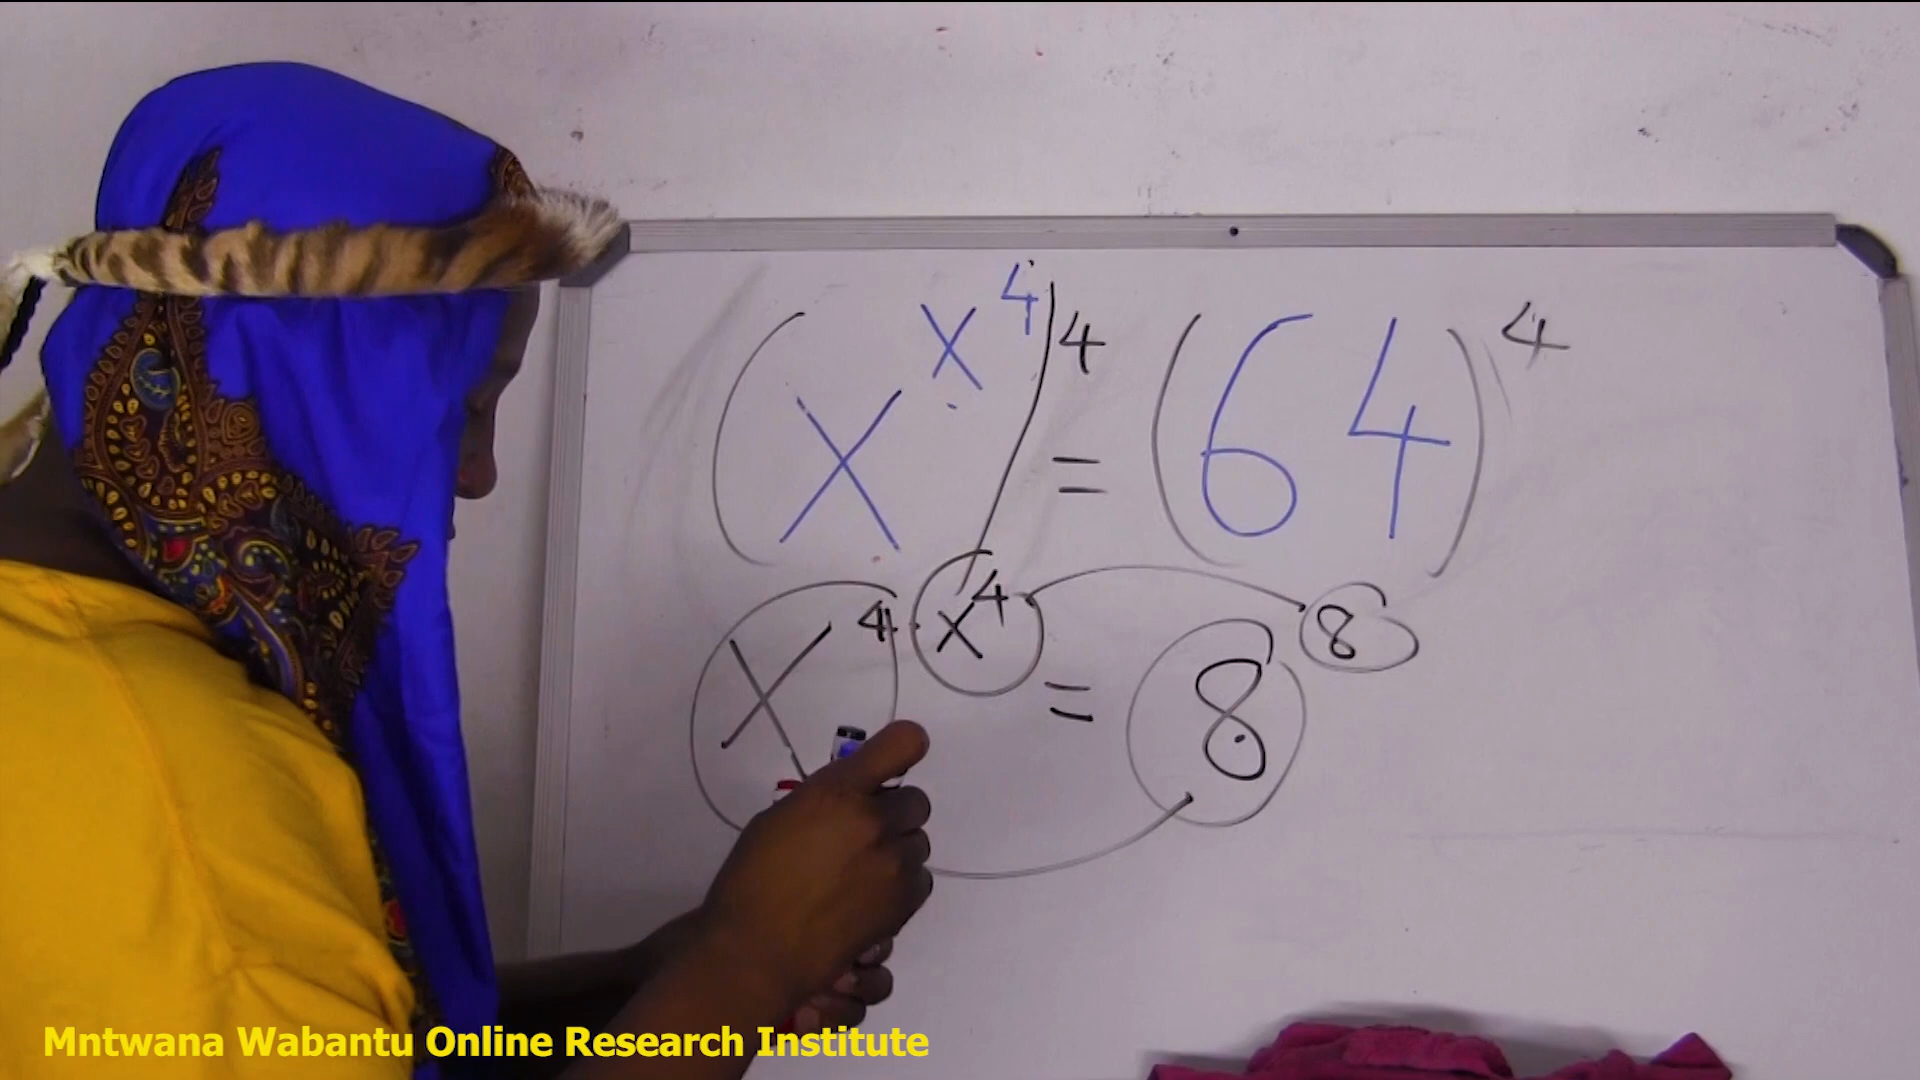 (x^x^4)^4 = (64)^4
x^4·x^4 = 8^8
Mntwana Wabantu Online Research Institute